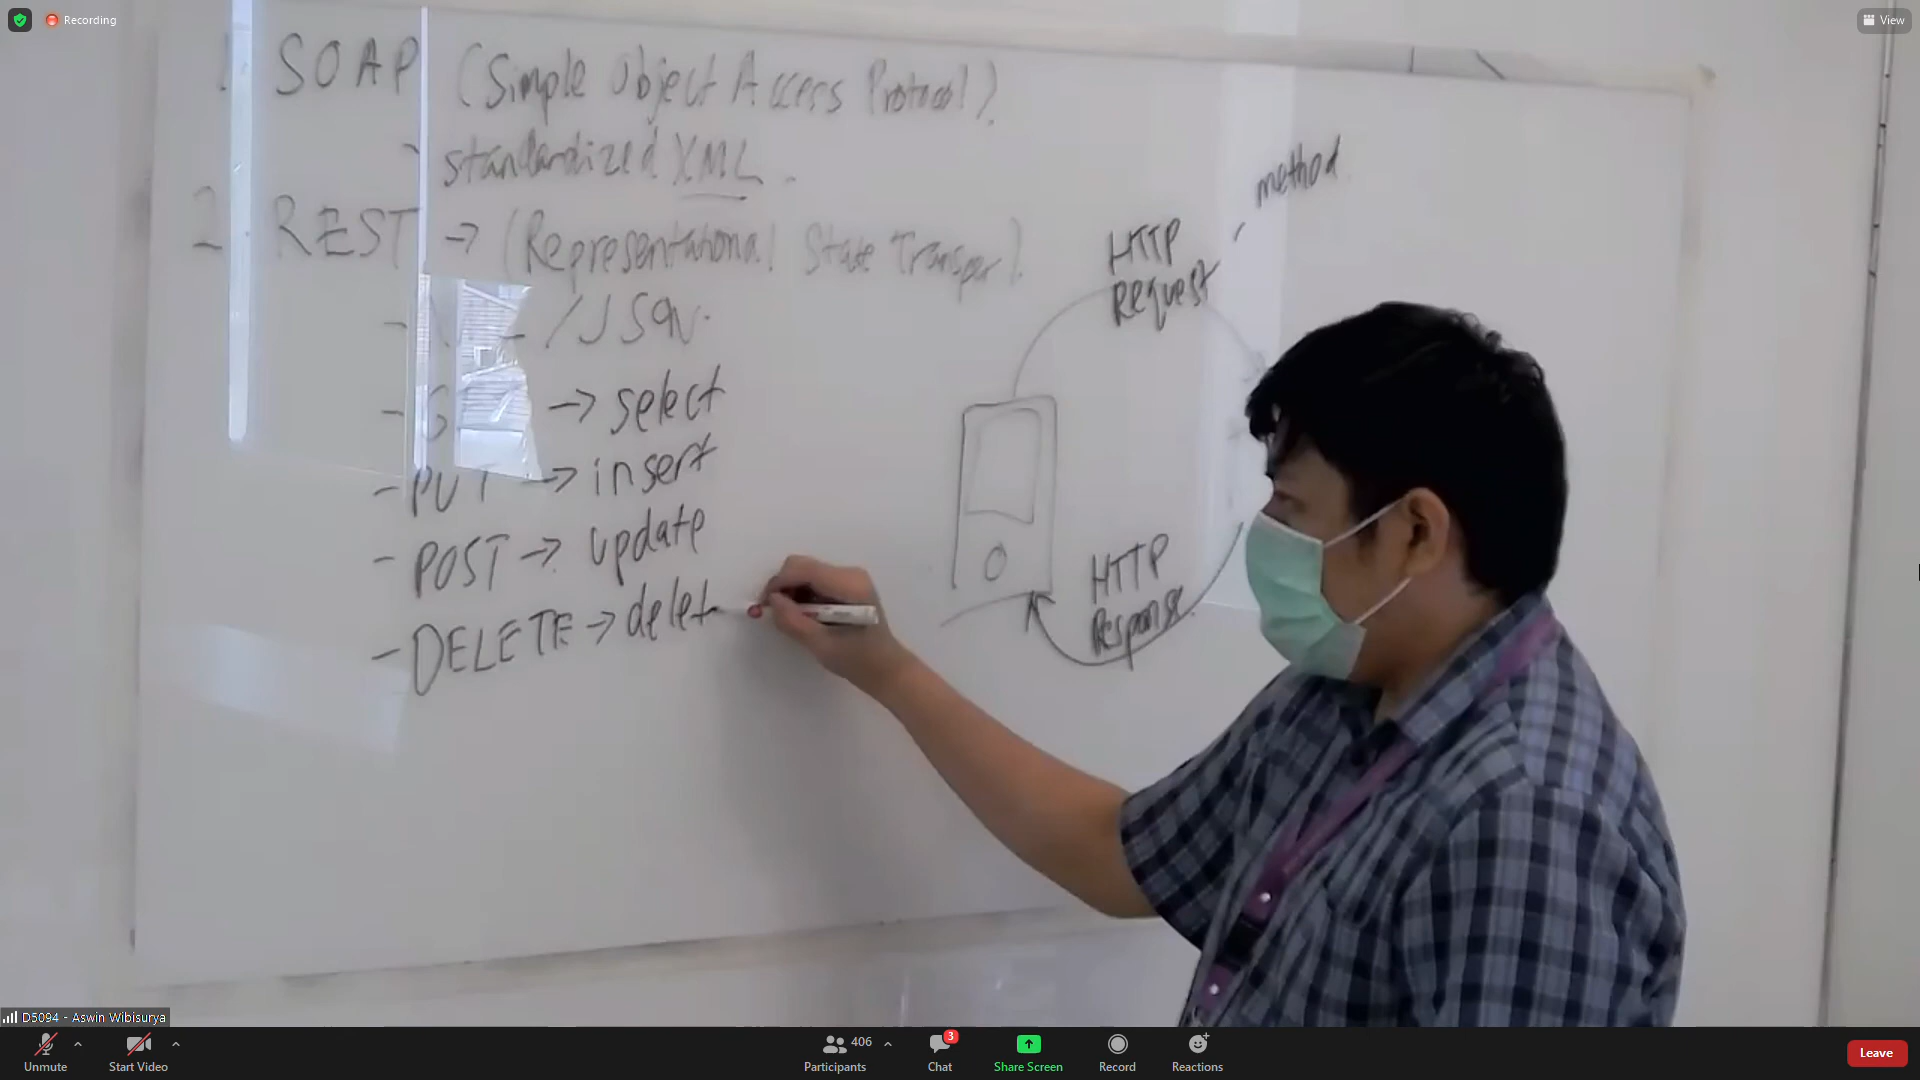 Recording
View
1. SOAP (Simple Object Access Protocol).
- standardized XML.
2. REST → (Representational State Transper).
- / JSON.
- → select
- PUT → insert
- POST → update
- DELETE → delet
method
HTTP
Request
HTTP
Response
D5094 - Aswin Wibisurya
Unmute
Start Video
406
Participants
3
Chat
Share Screen
Record
Reactions
Leave